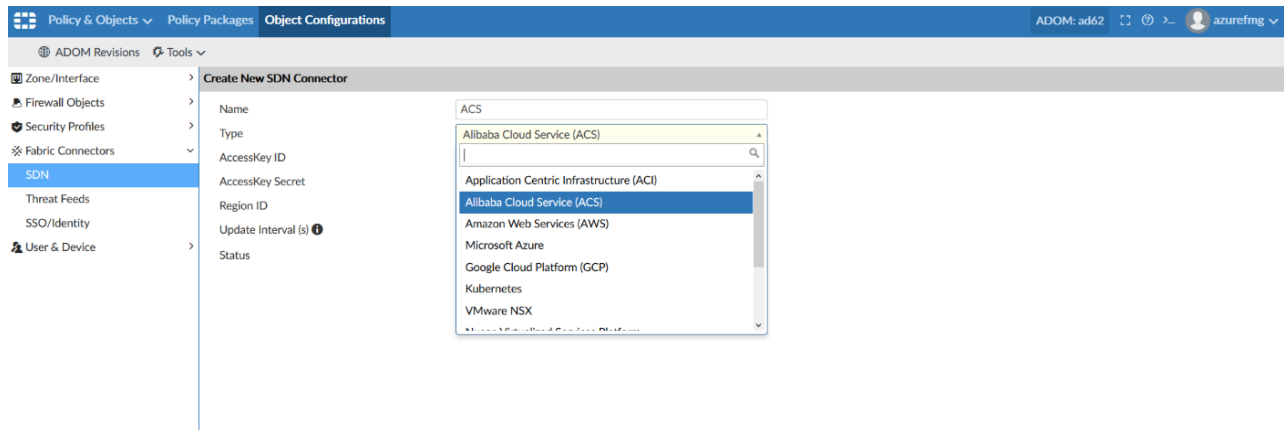 Policy & Objects Policy Packages Object Configurations ADOM: ad62 azurefmg
ADOM Revisions Tools
Zone/Interface
Firewall Objects
Security Profiles
Fabric Connectors
SDN
Threat Feeds
SSO/Identity
User & Device
Create New SDN Connector
Name ACS
Type Alibaba Cloud Service (ACS)
AccessKey ID
AccessKey Secret
Region ID
Update Interval (s)
Status
Application Centric Infrastructure (ACI)
Alibaba Cloud Service (ACS)
Amazon Web Services (AWS)
Microsoft Azure
Google Cloud Platform (GCP)
Kubernetes
VMware NSX